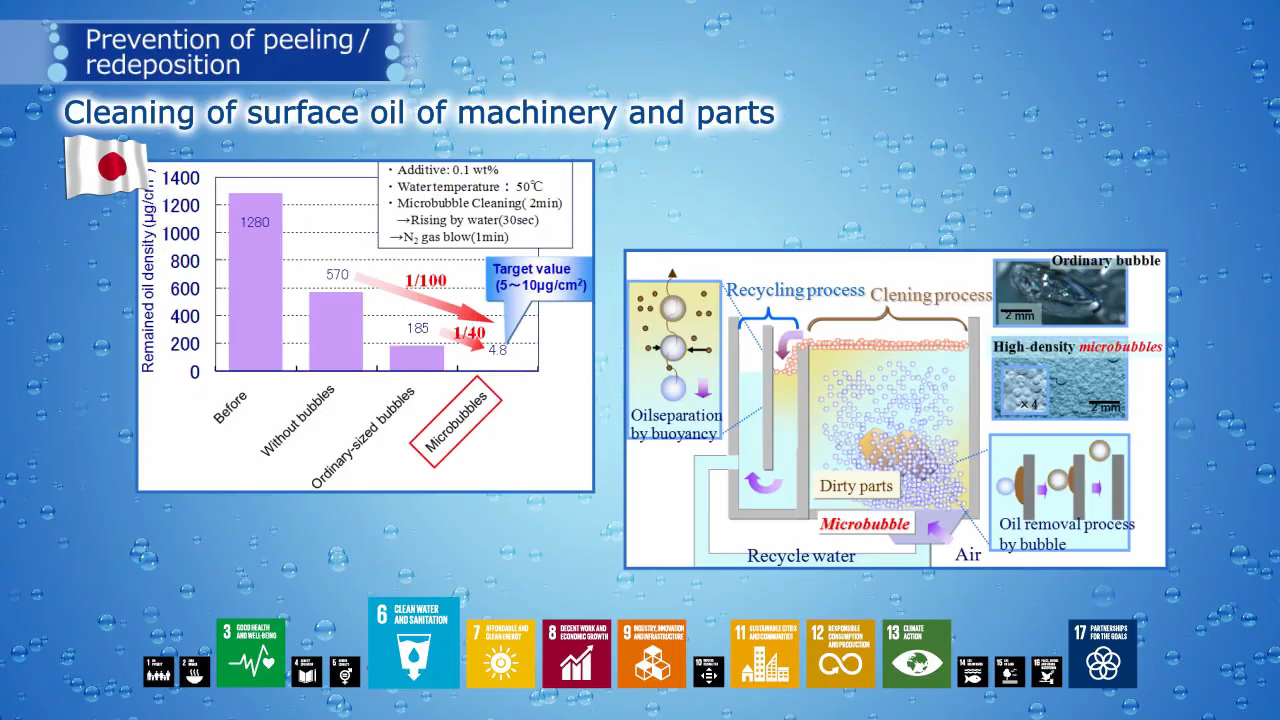 Prevention of peeling/
redeposition
Cleaning of surface oil of machinery and parts
Remained oil density (μg/cm
1400
1200
1000
800
600
400
200
0
・Additive: 0.1 wt%
・Water temperature： 50℃
・Microbubble Cleaning( 2min)
→Rising by water(30sec)
→N2 gas blow(1min)
1280
570
185
4.8
1/100
1/40
Target value
(5～10μg/cm²)
Before
Without bubbles
Ordinary-sized bubbles
Microbubbles
Recycling process
Clening process
Ordinary bubble
2 mm
High-density microbubbles
×4
2 mm
Oilseparation
by buoyancy
Dirty parts
Microbubble
Recycle water
Air
Oil removal process
by bubble
3 GOOD HEALTH
AND WELL-BEING
6 CLEAN WATER
AND SANITATION
7 AFFORDABLE AND
CLEAN ENERGY
8 DECENT WORK AND
ECONOMIC GROWTH
9 INDUSTRY, INNOVATION
AND INFRASTRUCTURE
11 SUSTAINABLE CITIES
AND COMMUNITIES
12 RESPONSIBLE
CONSUMPTION
AND PRODUCTION
13 CLIMATE
ACTION
17 PARTNERSHIPS
FOR THE GOALS